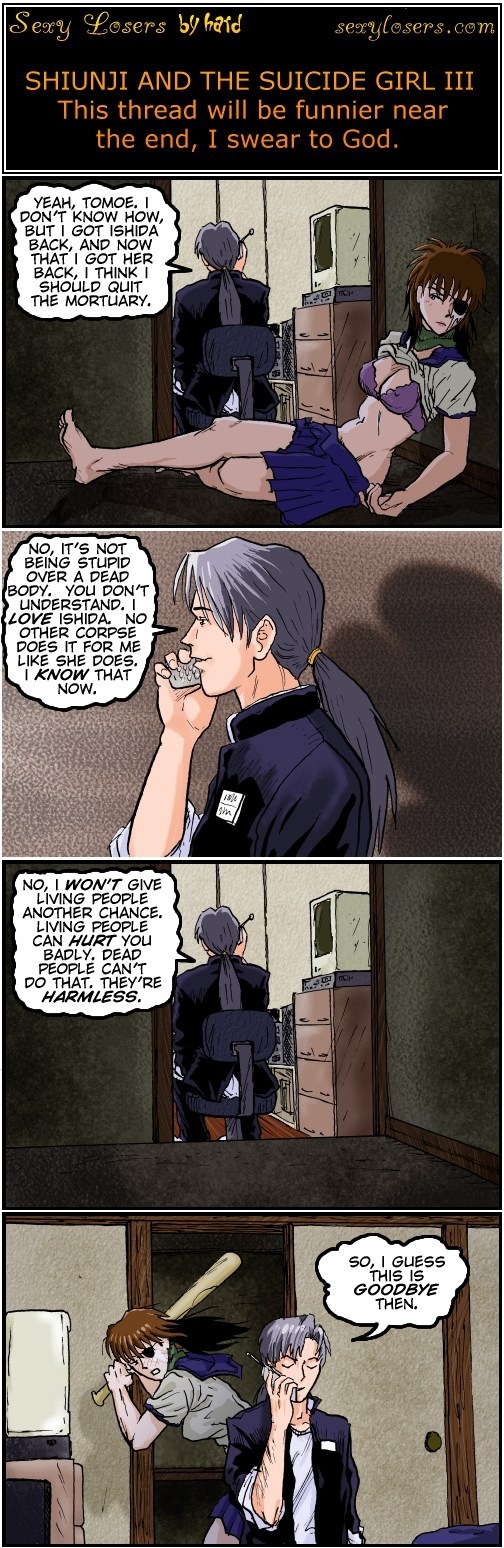 Sexy Losers by hard
sexylosers.com
SHIUNJI AND THE SUICIDE GIRL III
This thread will be funnier near
the end, I swear to God.
YEAH, TOMOE. I
DON'T KNOW HOW,
BUT I GOT ISHIDA
BACK, AND NOW
THAT I GOT HER
BACK, I THINK I
SHOULD QUIT
THE MORTUARY.
NO, IT'S NOT
BEING STUPID
OVER A DEAD
BODY. YOU DON'T
UNDERSTAND. I
LOVE ISHIDA. NO
OTHER CORPSE
DOES IT FOR ME
LIKE SHE DOES.
I KNOW THAT
NOW.
NO, I WON'T GIVE
LIVING PEOPLE
ANOTHER CHANCE.
LIVING PEOPLE
CAN HURT YOU
BADLY. DEAD
PEOPLE CAN'T
DO THAT. THEY'RE
HARMLESS.
SO, I GUESS
THIS IS
GOODBYE
THEN.